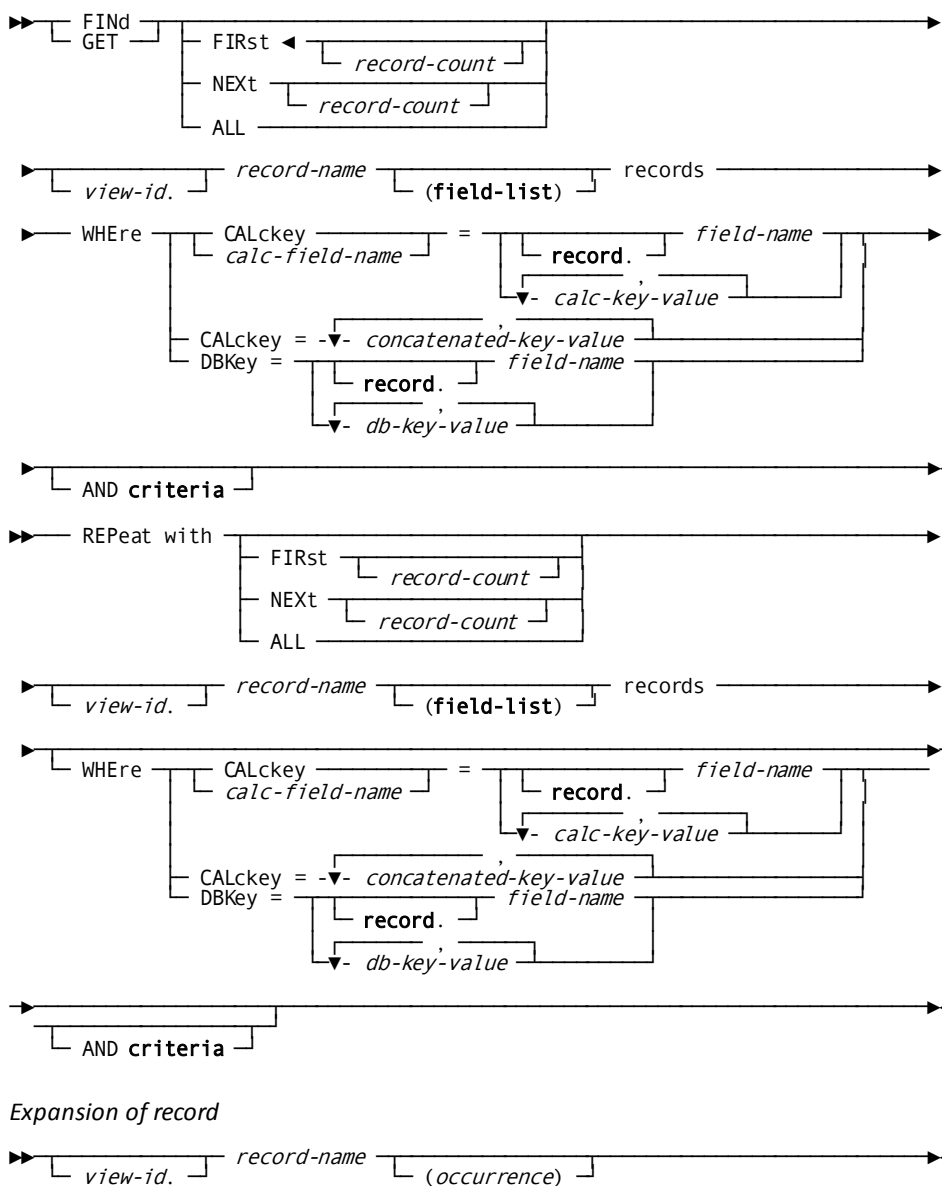 FINd
GET
FIRst ◄ record-count
NEXt record-count
ALL
view-id. record-name (field-list) records
WHEre CALckey = record. field-name
calc-field-name
,
calc-key-value
,
CALckey = - concatenated-key-value
DBKey = field-name
record.
,
- db-key-value
AND criteria
REPeat with
FIRst record-count
NEXt record-count
ALL
view-id. record-name (field-list) records
WHEre CALckey = record. field-name
calc-field-name
,
- calc-key-value
,
CALckey = - concatenated-key-value
DBKey = field-name
record.
,
- db-key-value
AND criteria
Expansion of record
view-id. record-name (occurrence)